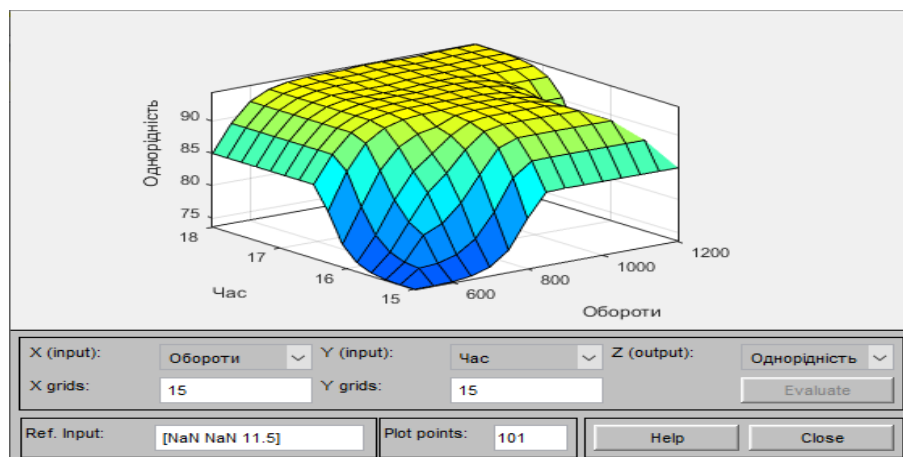 Однорідність
90
85
80
75
18
17
16
15
Час
600
800
1000
1200
Обороти
X (input): Обороти Y (input): Час Z (output): Однорідність
X grids: 15 Y grids: 15 Evaluate
Ref. Input: [NaN NaN 11.5] Plot points: 101 Help Close